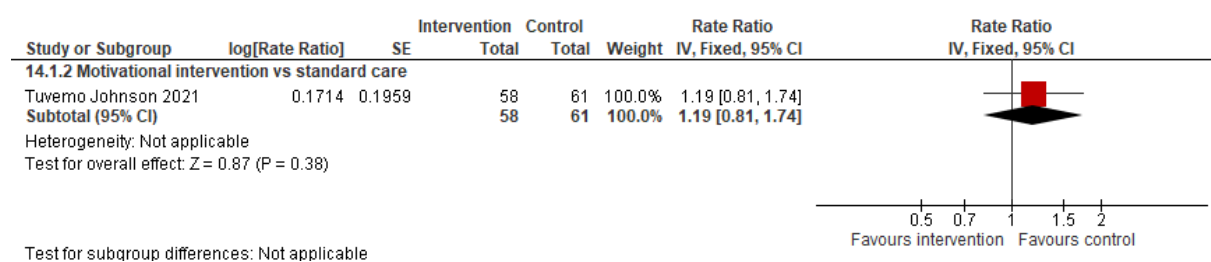 Intervention Control Rate Ratio Rate Ratio
Study or Subgroup log[Rate Ratio] SE Total Total Weight IV, Fixed, 95% CI IV, Fixed, 95% CI
14.1.2 Motivational intervention vs standard care
Tuvemo Johnson 2021 0.1714 0.1959 58 61 100.0% 1.19 [0.81, 1.74]
Subtotal (95% CI) 58 61 100.0% 1.19 [0.81, 1.74]
Heterogeneity: Not applicable
Test for overall effect: Z = 0.87 (P = 0.38)
0.5 0.7 1 1.5 2
Favours intervention Favours control
Test for subgroup differences: Not applicable